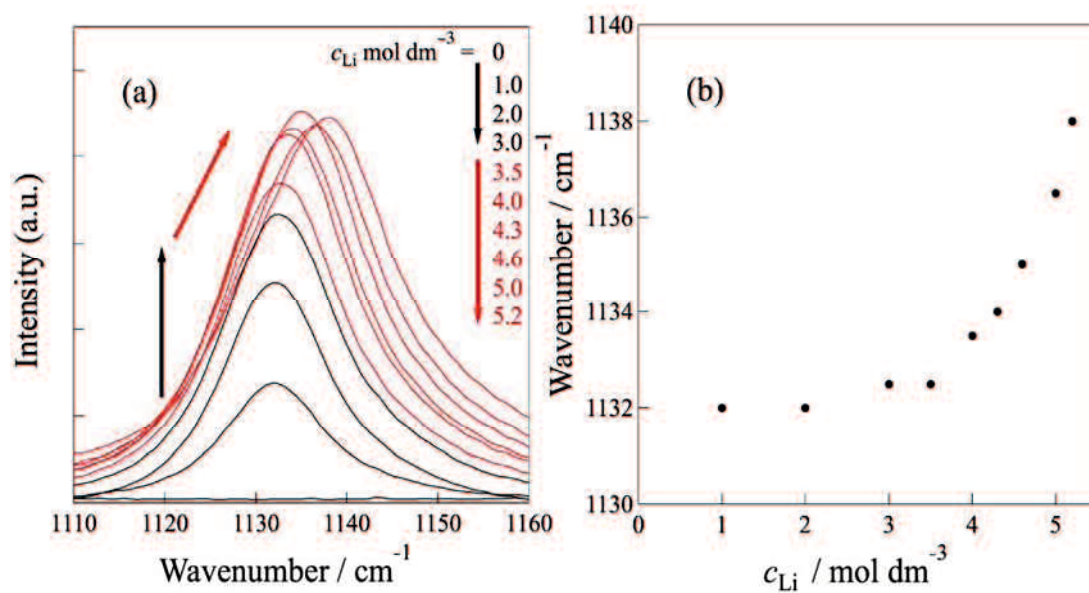 (a)
c_Li mol dm⁻³ = 0
1.0
2.0
3.0
3.5
4.0
4.3
4.6
5.0
5.2
Intensity (a.u.)
1110 1120 1130 1140 1150 1160
Wavenumber / cm⁻¹
(b)
1140
1138
1136
1134
1132
1130
Wavenumber / cm⁻¹
0 1 2 3 4 5
c_Li / mol dm⁻³